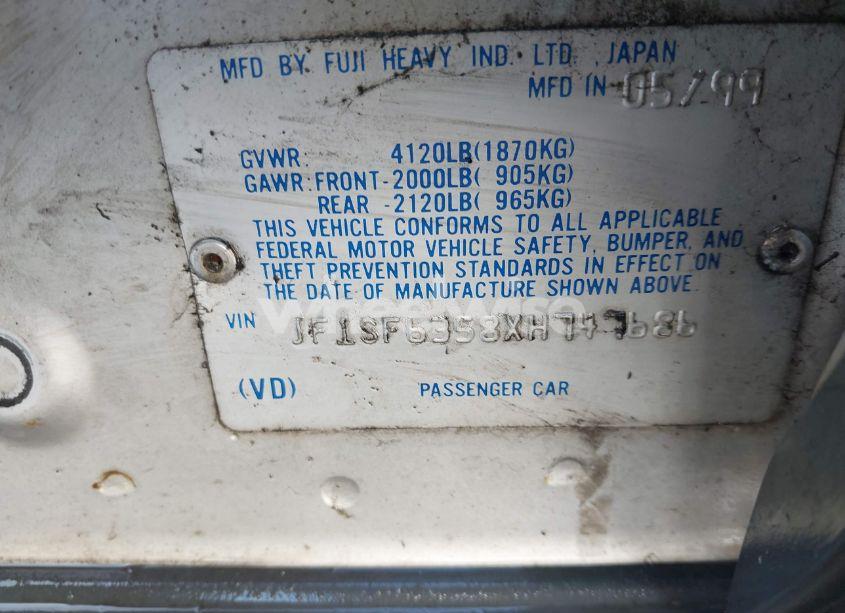 MFD BY FUJI HEAVY IND. LTD., JAPAN
MFD IN 05/99
GVWR. 4120LB(1870KG)
GAWR:FRONT-2000LB( 905KG)
REAR -2120LB( 965KG)
THIS VEHICLE CONFORMS TO ALL APPLICABLE
FEDERAL MOTOR VEHICLE SAFETY, BUMPER, AND
THEFT PREVENTION STANDARDS IN EFFECT ON
THE DATE OF MANUFACTURE SHOWN ABOVE.
VIN
(VD) PASSENGER CAR